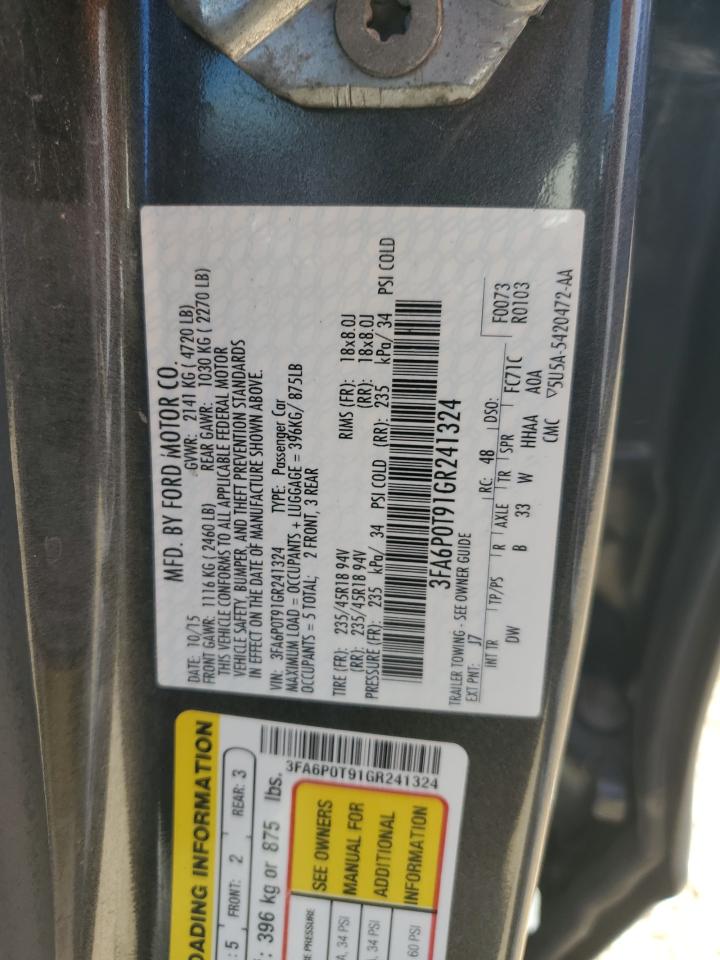 MFD. BY FORD MOTOR CO.
DATE: 10/15 GVWR: 2141 KG ( 4720 LB)
FRONT GAWR: 1116 KG ( 2460 LB) REAR GAWR: 1030 KG ( 2270 LB)
THIS VEHICLE CONFORMS TO ALL APPLICABLE FEDERAL MOTOR
VEHICLE SAFETY, BUMPER, AND THEFT PREVENTION STANDARDS
IN EFFECT ON THE DATE OF MANUFACTURE SHOWN ABOVE.
VIN: 3FA6P0T91GR241324 TYPE: Passenger Car
MAXIMUM LOAD = OCCUPANTS + LUGGAGE = 396KG/ 875LB
OCCUPANTS = 5 TOTAL; 2 FRONT, 3 REAR
TIRE (FR): 235/45R18 94V RIMS (FR): 18x8.0J
(RR): 235/45R18 94V (RR): 18x8.0J
PRESSURE (FR): 235 kPa/ 34 PSI COLD (RR): 235 kPa/ 34 PSI COLD
3FA6P0T91GR241324
TRAILER TOWING - SEE OWNER GUIDE
EXT PNT: J7 RC: 48 DSO: F0073
FC71C R0103
INT TR TP/PS R AXLE TR SPR
DW B 33 W HHAA A0A
CMC ▽5U5A-5420472-AA
OADING INFORMATION
: 5 FRONT: 2 REAR: 3
: 396 kg or 875 lbs.
3FA6P0T91GR241324
E PRESSURE SEE OWNERS
A, 34 PSI MANUAL FOR
A, 34 PSI ADDITIONAL
60 PSI INFORMATION